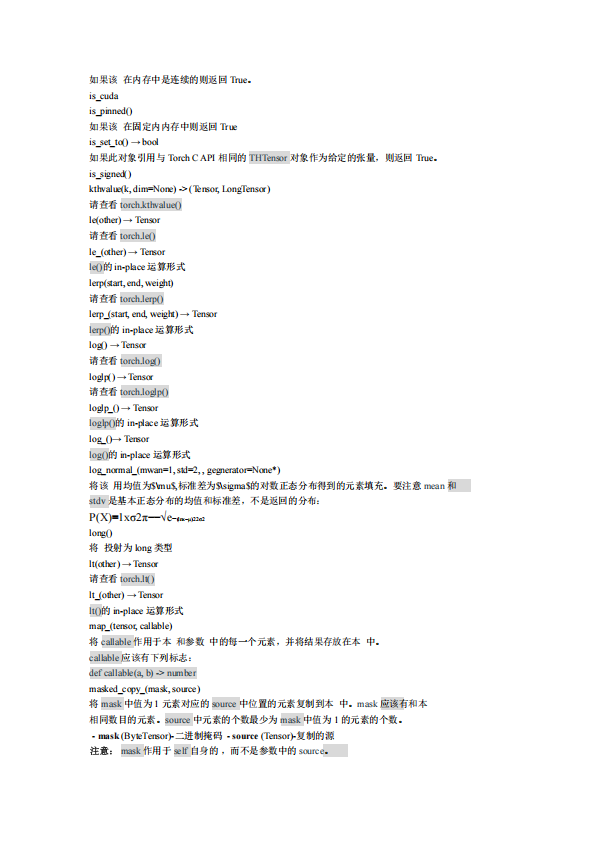 如果该 在内存中是连续的则返回 True。
is_cuda
is_pinned()
如果该 在固定内内存中则返回 True
is_set_to() → bool
如果此对象引用与 Torch C API 相同的 THTensor 对象作为给定的张量，则返回 True。
is_signed()
kthvalue(k, dim=None) -> (Tensor, LongTensor)
请查看 torch.kthvalue()
le(other) → Tensor
请查看 torch.le()
le_(other) → Tensor
le()的 in-place 运算形式
lerp(start, end, weight)
请查看 torch.lerp()
lerp_(start, end, weight) → Tensor
lerp()的 in-place 运算形式
log() → Tensor
请查看 torch.log()
loglp() → Tensor
请查看 torch.loglp()
loglp_() → Tensor
loglp()的 in-place 运算形式
log_()→ Tensor
log()的 in-place 运算形式
log_normal_(mwan=1, std=2, , gegnerator=None*)
将该 用均值为$\mu$,标准差为$\sigma$的对数正态分布得到的元素填充。要注意 mean 和
stdv 是基本正态分布的均值和标准差，不是返回的分布：
P(X)=1xσ2π−−√e−(lnx−μ)22σ2
long()
将 投射为 long 类型
lt(other) → Tensor
请查看 torch.lt()
lt_(other) → Tensor
lt()的 in-place 运算形式
map_(tensor, callable)
将 callable 作用于本 和参数 中的每一个元素，并将结果存放在本 中。
callable 应该有下列标志：
def callable(a, b) -> number
masked_copy_(mask, source)
将 mask 中值为 1 元素对应的 source 中位置的元素复制到本 中。mask 应该有和本
相同数目的元素。source 中元素的个数最少为 mask 中值为 1 的元素的个数。
- mask (ByteTensor)-二进制掩码 - source (Tensor)-复制的源
注意： mask 作用于 self 自身的 ，而不是参数中的 source。